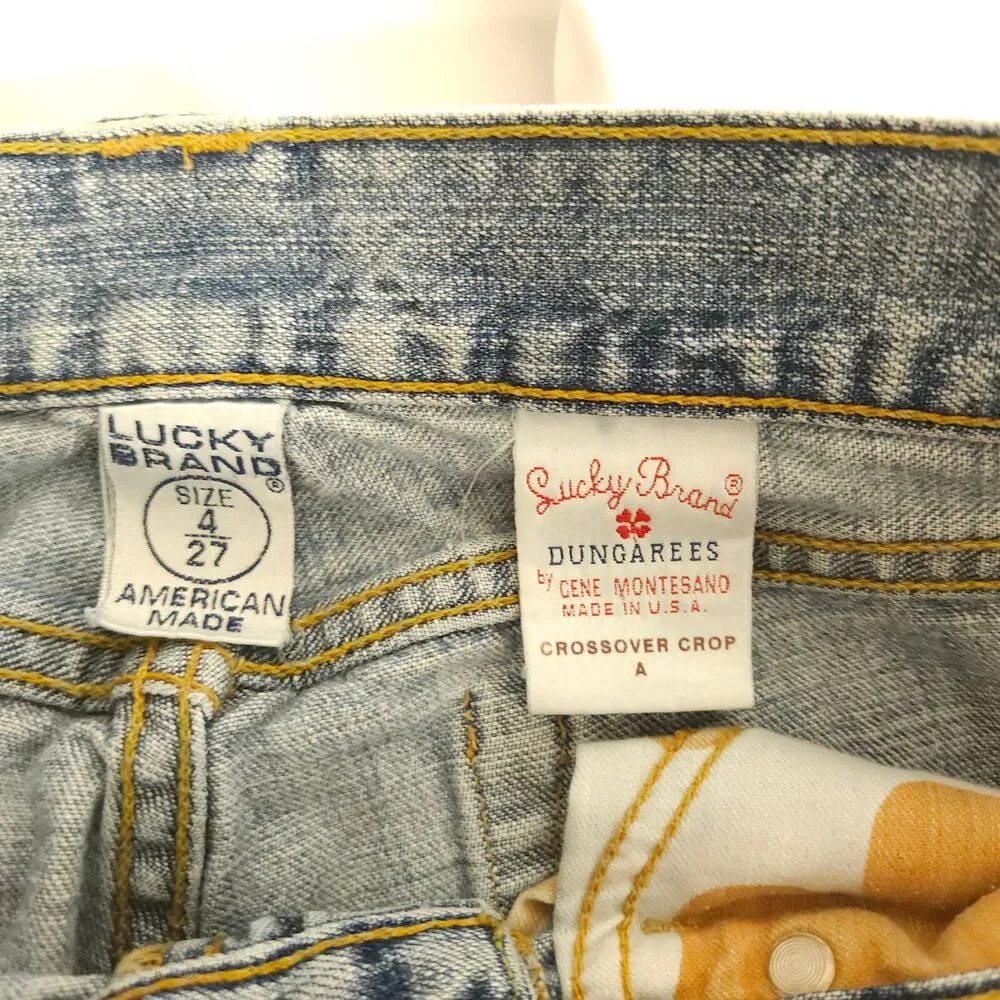 LUCKY
BRAND®
SIZE
4
27
AMERICAN
MADE
Lucky Brand®
DUNGAREES
by GENE MONTESANO
MADE IN U.S.A.
CROSSOVER CROP
A